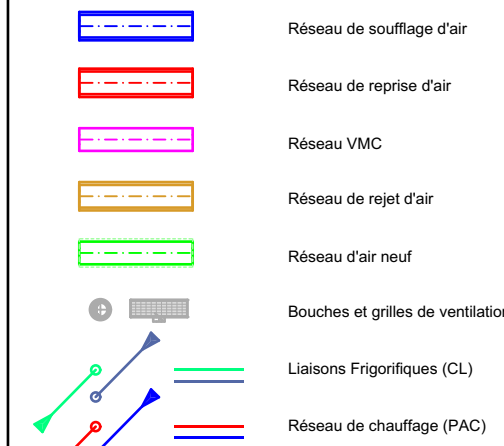 Réseau de soufflage d'air
Réseau de reprise d'air
Réseau VMC
Réseau de rejet d'air
Réseau d'air neuf
Bouches et grilles de ventilation
Liaisons Frigorifiques (CL)
Réseau de chauffage (PAC)